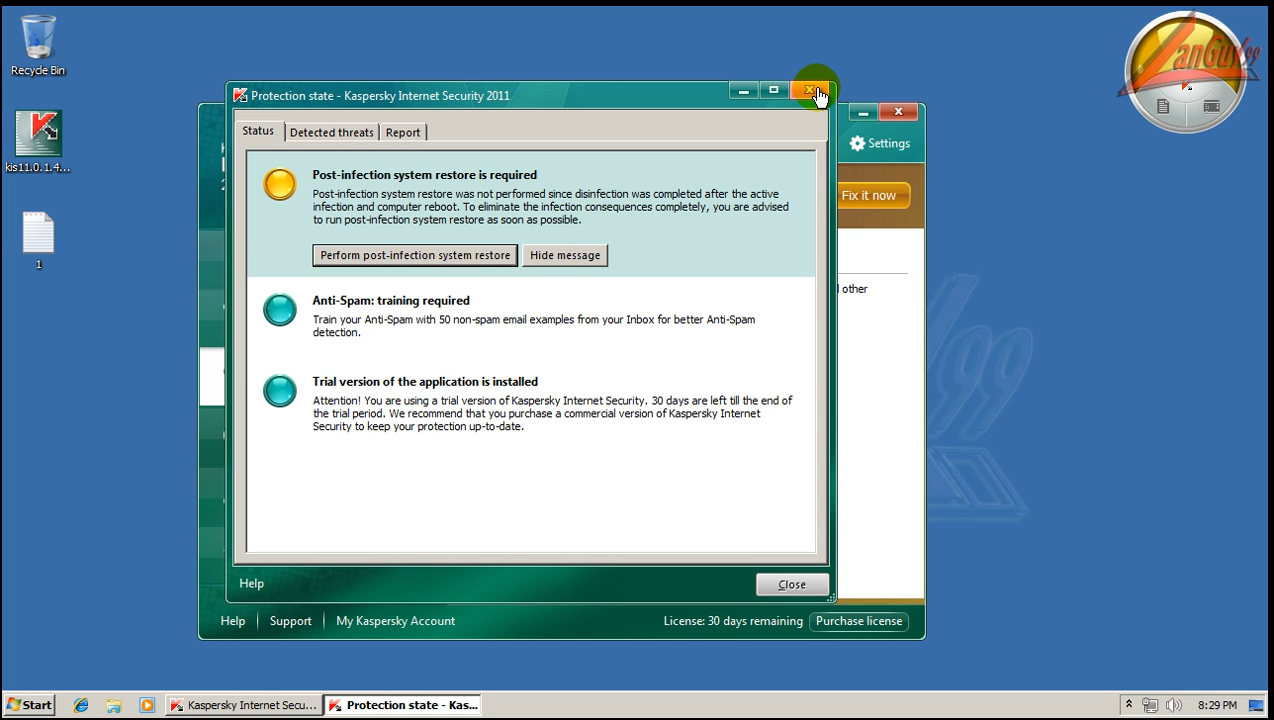 Recycle Bin
kis11.0.1.4...
1
Protection state - Kaspersky Internet Security 2011
Status
Detected threats
Report
Settings
Fix it now
Post-infection system restore is required
Post-infection system restore was not performed since disinfection was completed after the active
infection and computer reboot. To eliminate the infection consequences completely, you are advised
to run post-infection system restore as soon as possible.
Perform post-infection system restore
Hide message
other
Anti-Spam: training required
Train your Anti-Spam with 50 non-spam email examples from your Inbox for better Anti-Spam
detection.
Trial version of the application is installed
Attention! You are using a trial version of Kaspersky Internet Security. 30 days are left till the end of
the trial period. We recommend that you purchase a commercial version of Kaspersky Internet
Security to keep your protection up-to-date.
Help
Close
Help
Support
My Kaspersky Account
License: 30 days remaining
Purchase license
Start
Kaspersky Internet Secu...
Protection state - Kas...
8:29 PM